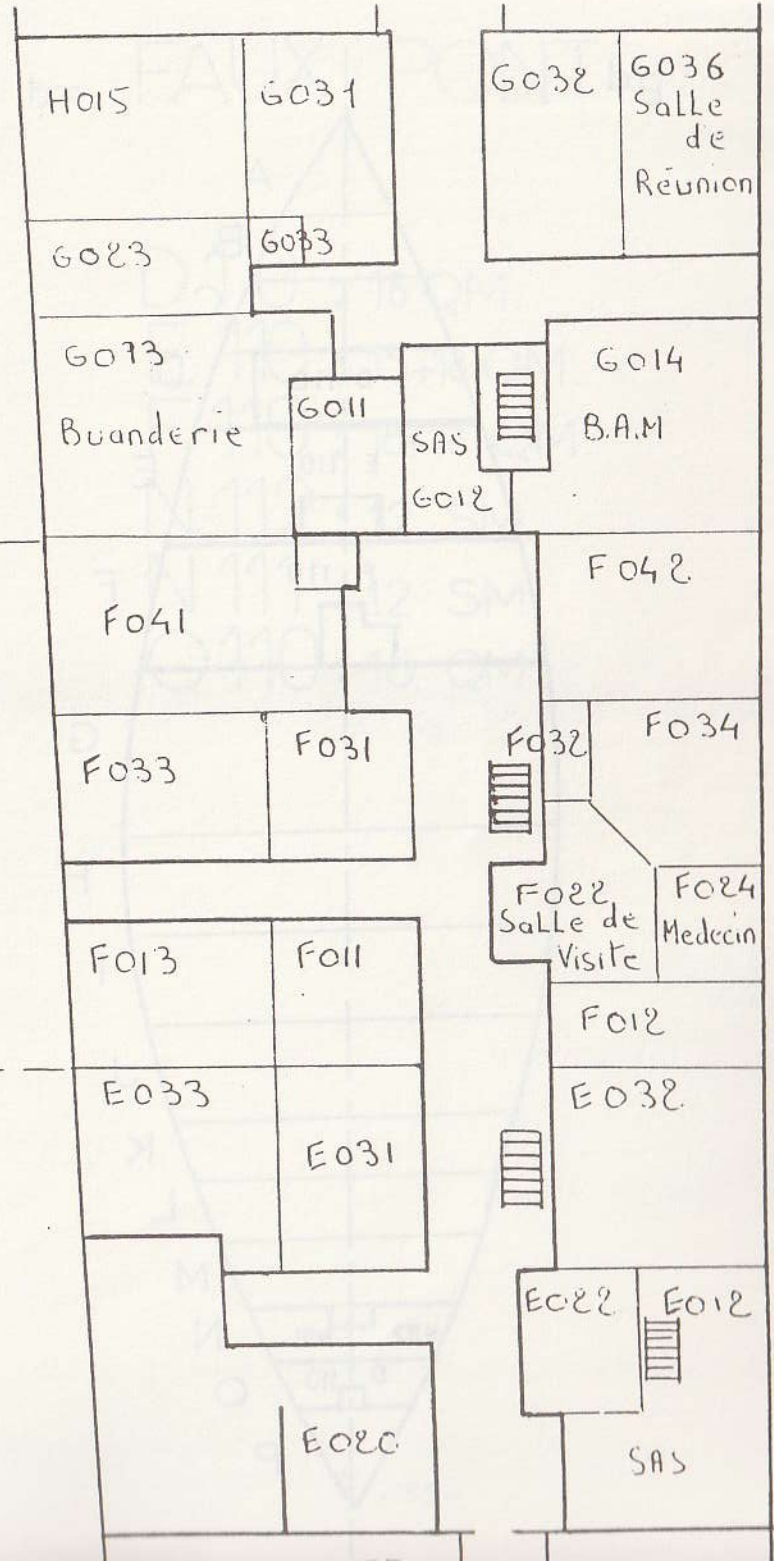 H015
G031
G032
G036
Salle
de
Réunion
G023
G033
G073
Buanderie
G011
SAS
G012
G014
B.A.M
F041
F042
F033
F031
F032
F034
F022
Salle de
Visite
F024
Medecin
F013
F011
F012
E033
E031
E032
E022
E012
E020
SAS